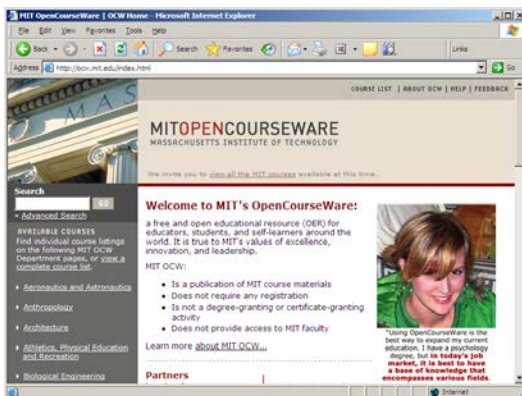 MIT OpenCourseWare | OCW Home - Microsoft Internet Explorer
File Edit View Favorites Tools Help
Back Search Favorites Links
Address http://ocw.mit.edu/index.html Go
COURSE LIST | ABOUT OCW | HELP | FEEDBACK
MITOPENCOURSEWARE
MASSACHUSETTS INSTITUTE OF TECHNOLOGY
We invite you to view all the MIT courses available at this time.
Search
GO
» Advanced Search
AVAILABLE COURSES
Find individual course listings
on the following MIT OCW
Department pages, or view a
complete course list.
Aeronautics and Astronautics
Anthropology
Architecture
Athletics, Physical Education
and Recreation
Biological Engineering
Welcome to MIT's OpenCourseWare:
a free and open educational resource (OER) for
educators, students, and self-learners around the
world. It is true to MIT's values of excellence,
innovation, and leadership.
MIT OCW:
• Is a publication of MIT course materials
• Does not require any registration
• Is not a degree-granting or certificate-granting
activity
• Does not provide access to MIT faculty
Learn more about MIT OCW...
Partners
"Using OpenCourseWare is the
best way to expand my current
education. I have a psychology
degree, but in today's job
market, it is best to have
a base of knowledge that
encompasses various fields.
Internet